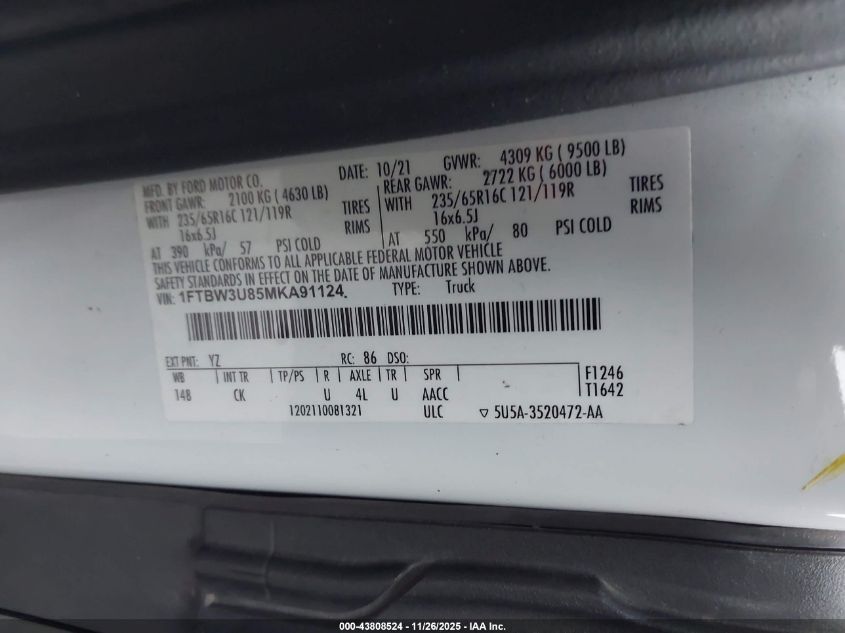 MFD. BY FORD MOTOR CO. DATE: 10/21 GVWR: 4309 KG ( 9500 LB)
FRONT GAWR: 2100 KG ( 4630 LB) REAR GAWR: 2722 KG ( 6000 LB)
WITH 235/65R16C 121/119R TIRES WITH 235/65R16C 121/119R TIRES
16x6.5J RIMS 16x6.5J RIMS
AT 390 kPa/ 57 PSI COLD AT 550 kPa/ 80 PSI COLD
THIS VEHICLE CONFORMS TO ALL APPLICABLE FEDERAL MOTOR VEHICLE
SAFETY STANDARDS IN EFFECT ON THE DATE OF MANUFACTURE SHOWN ABOVE.
VIN: 1FTBW3U85MKA91124. TYPE: Truck
EXT PNT: YZ RC: 86 DSO:
WB INT TR TP/PS R AXLE TR SPR F1246
148 CK U 4L U AACC T1642
1202110081321 ULC ▽ 5U5A-3520472-AA
000-43808524 - 11/26/2025 - IAA Inc.